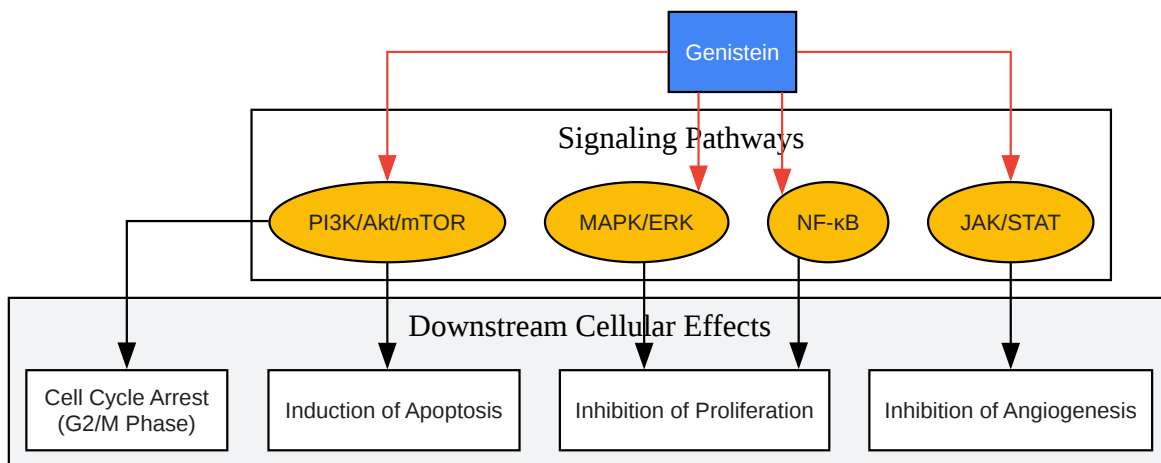 Genistein
Signaling Pathways
PI3K/Akt/mTOR
MAPK/ERK
NF-κB
JAK/STAT
Downstream Cellular Effects
Cell Cycle Arrest
(G2/M Phase)
Induction of Apoptosis
Inhibition of Proliferation
Inhibition of Angiogenesis